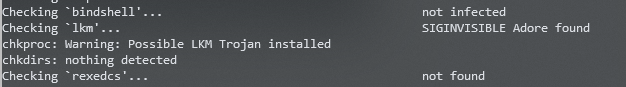 Checking `bindshell'... not infected
Checking `lkm'... SIGINVISIBLE Adore found
chkproc: Warning: Possible LKM Trojan installed
chkdirs: nothing detected
Checking `rexedcs'... not found